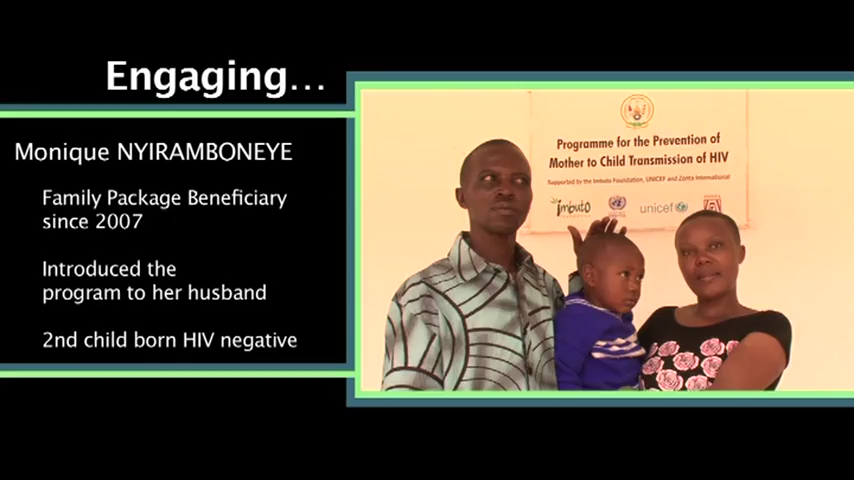 Engaging...
Monique NYIRAMBONEYE
Family Package Beneficiary
since 2007
Introduced the
program to her husband
2nd child born HIV negative
Programme for the Prevention of
Mother to Child Transmission of HIV
Supported by the Imbuto Foundation, UNICEF and Zonta International
imbuto
unicef